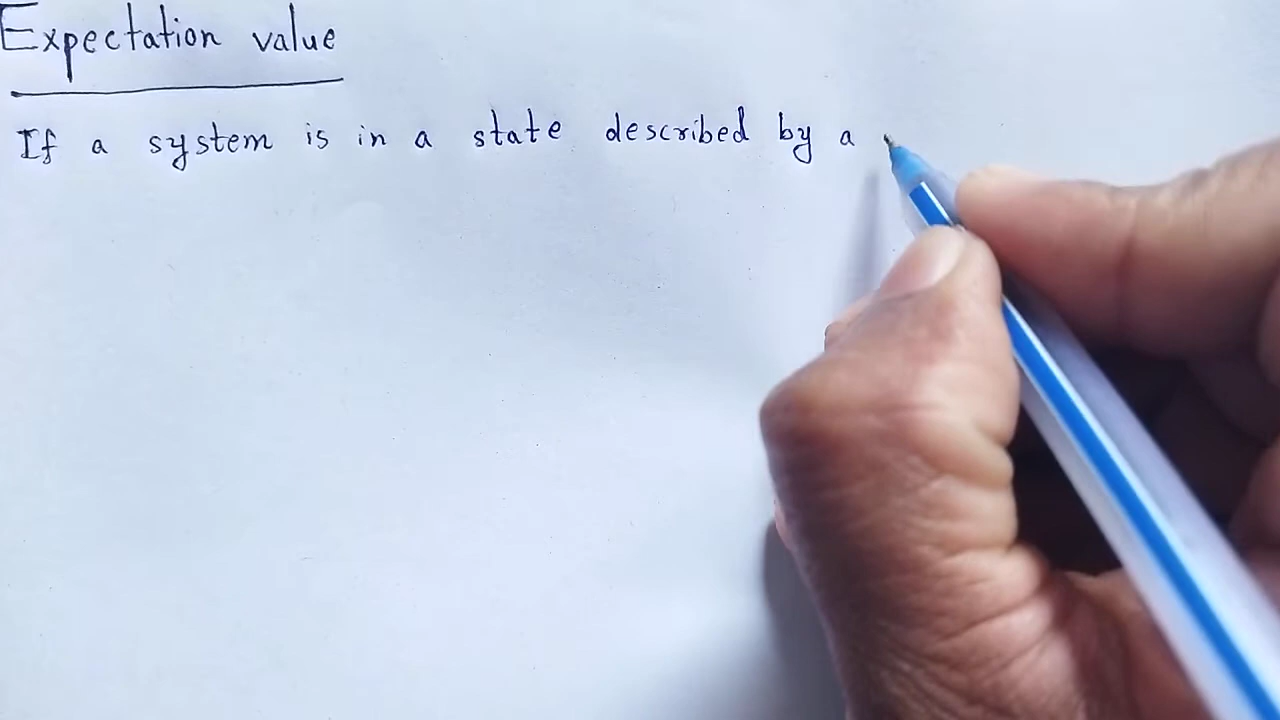 Expectation value
If a system is in a state described by a